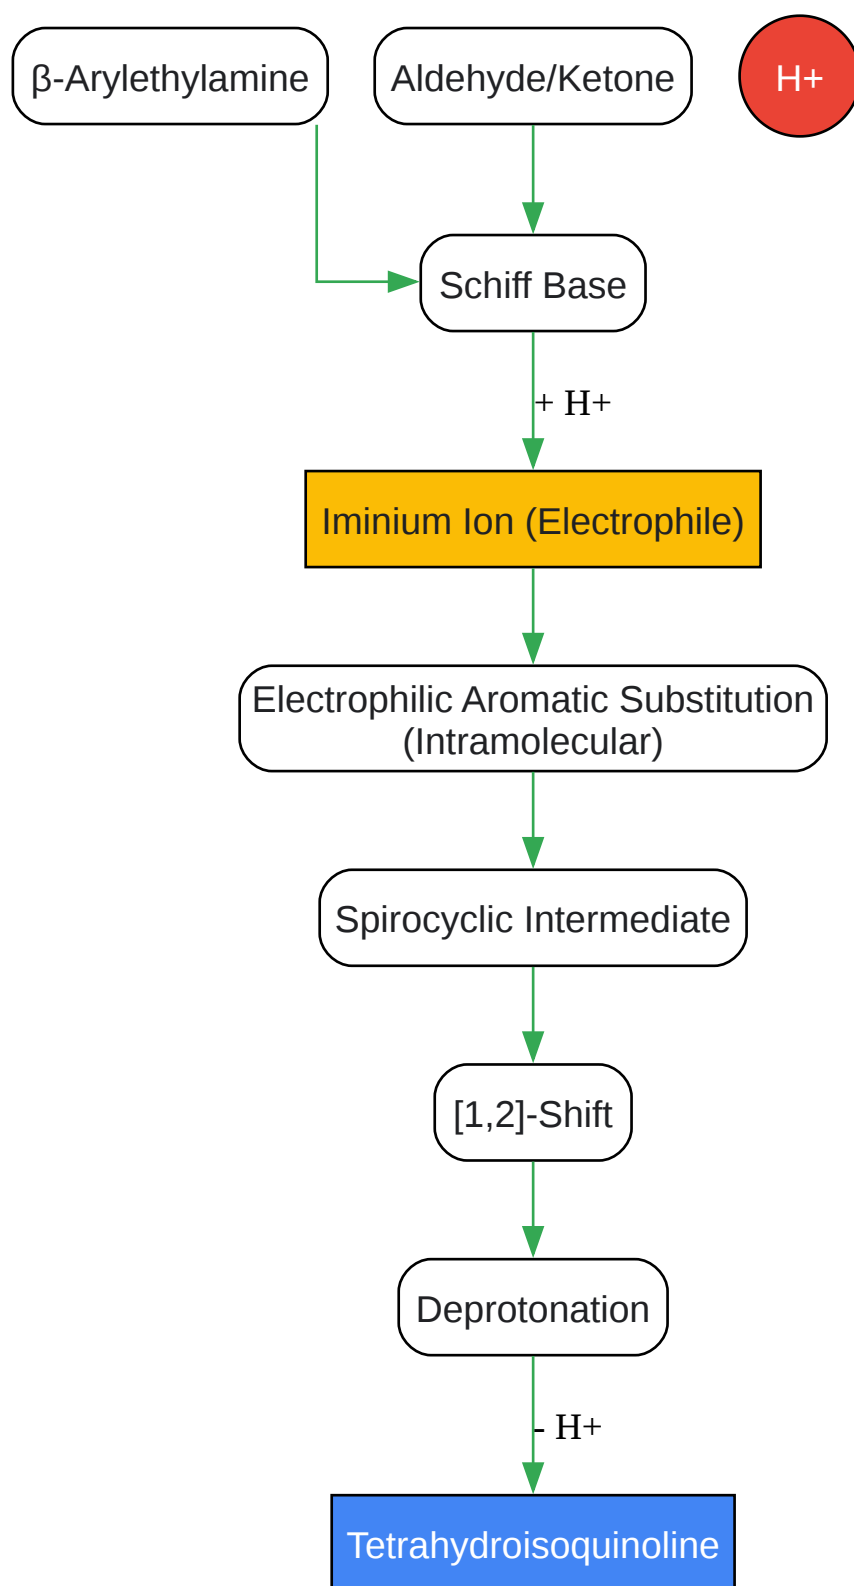 β-Arylethylamine
Aldehyde/Ketone
H+
Schiff Base
+ H+
Iminium Ion (Electrophile)
Electrophilic Aromatic Substitution
(Intramolecular)
Spirocyclic Intermediate
[1,2]-Shift
Deprotonation
- H+
Tetrahydroisoquinoline